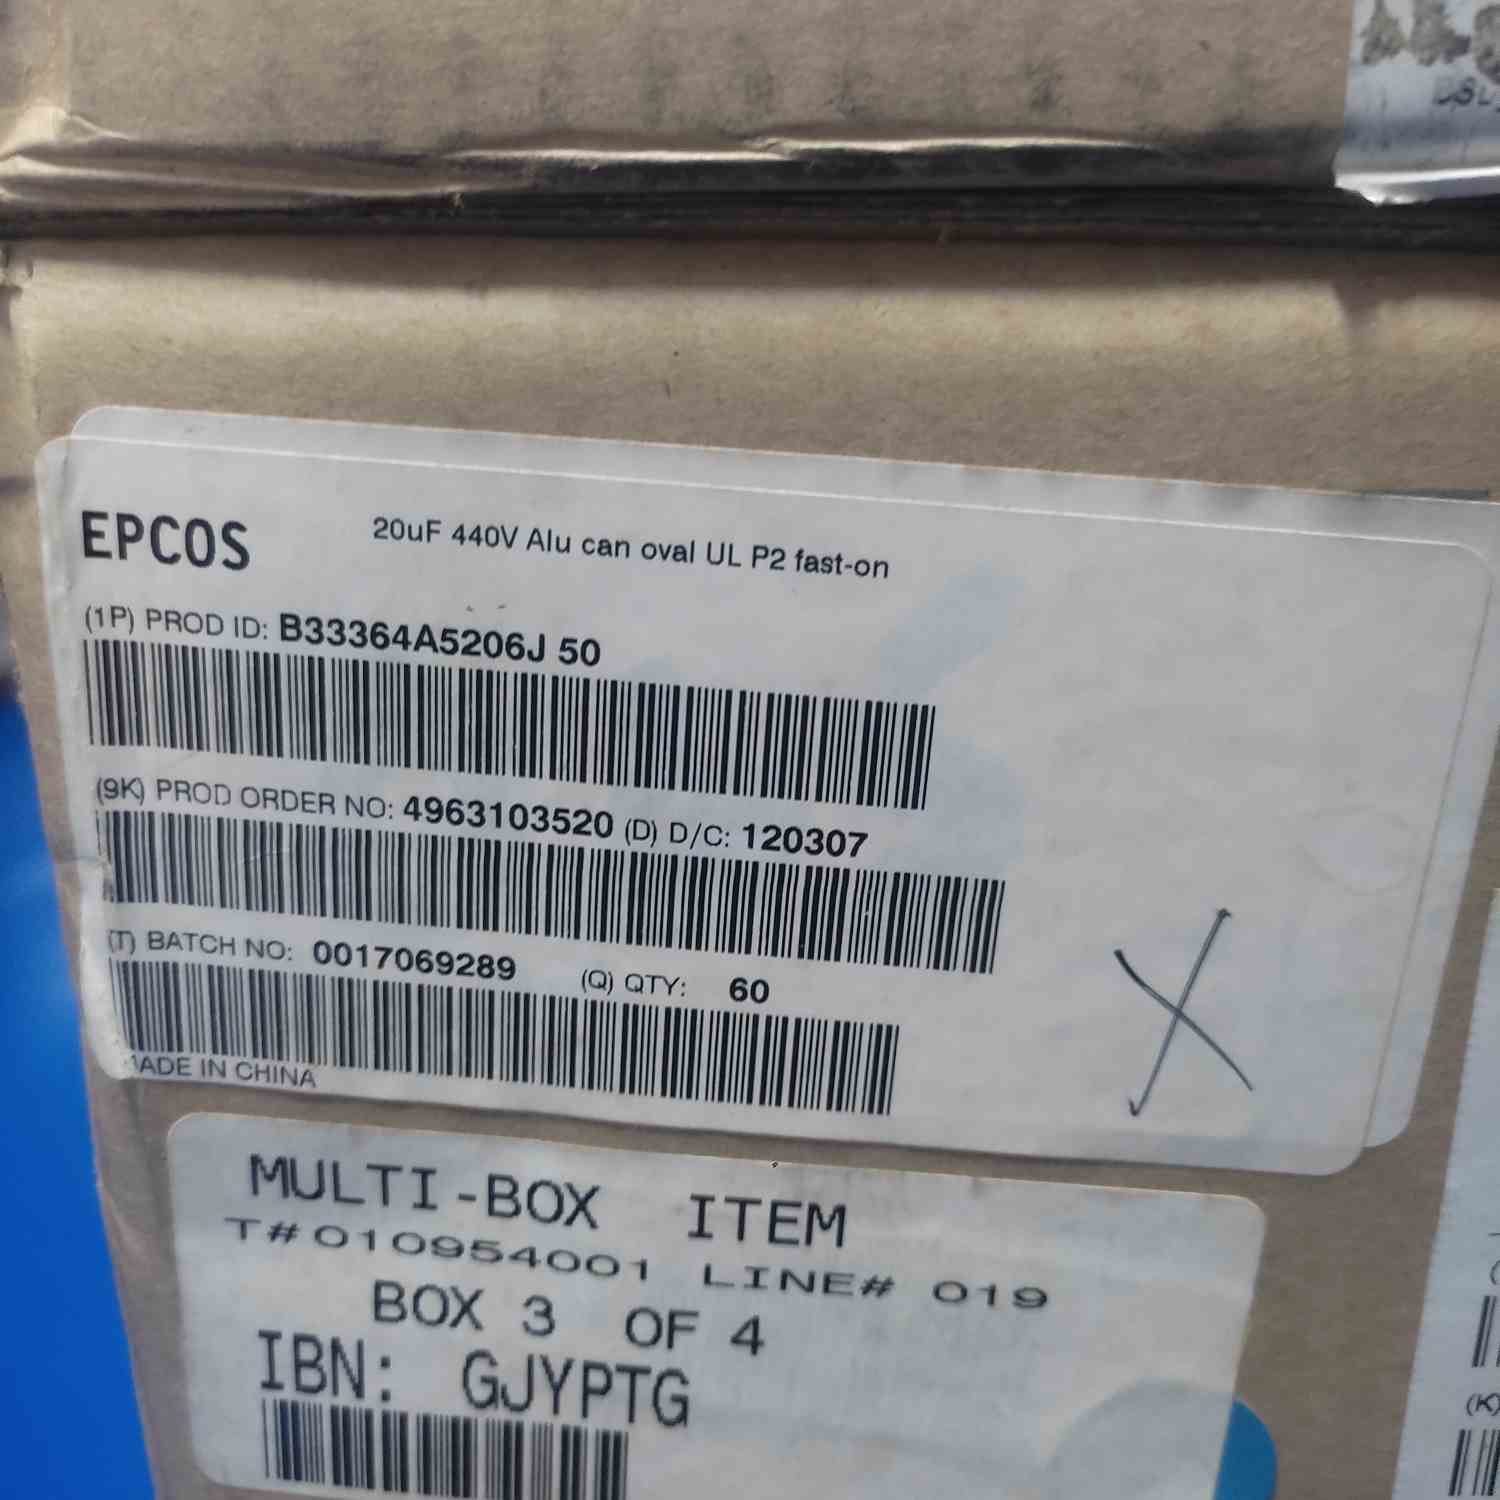 EPCOS 20uF 440V Alu can oval UL P2 fast-on
(1P) PROD ID: B33364A5206J 50
(9K) PROD ORDER NO: 4963103520 (D) D/C: 120307
(T) BATCH NO: 0017069289 (Q) QTY: 60
MADE IN CHINA
MULTI-BOX ITEM
T#010954001 LINE# 019
BOX 3 OF 4
IBN: GJYPTG
(K)